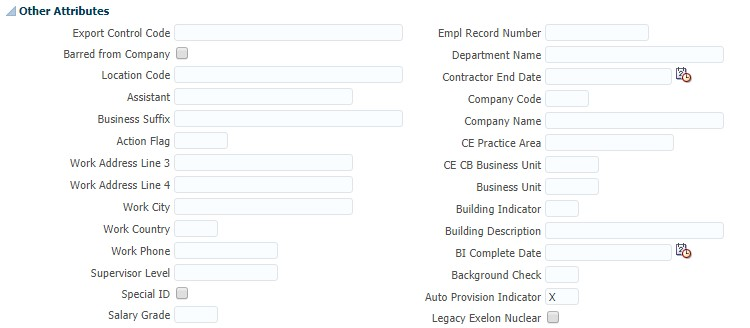 Other Attributes
Export Control Code
Barred from Company
Location Code
Assistant
Business Suffix
Action Flag
Work Address Line 3
Work Address Line 4
Work City
Work Country
Work Phone
Supervisor Level
Special ID
Salary Grade
Empl Record Number
Department Name
Contractor End Date
Company Code
Company Name
CE Practice Area
CE CB Business Unit
Business Unit
Building Indicator
Building Description
BI Complete Date
Background Check
Auto Provision Indicator X
Legacy Exelon Nuclear